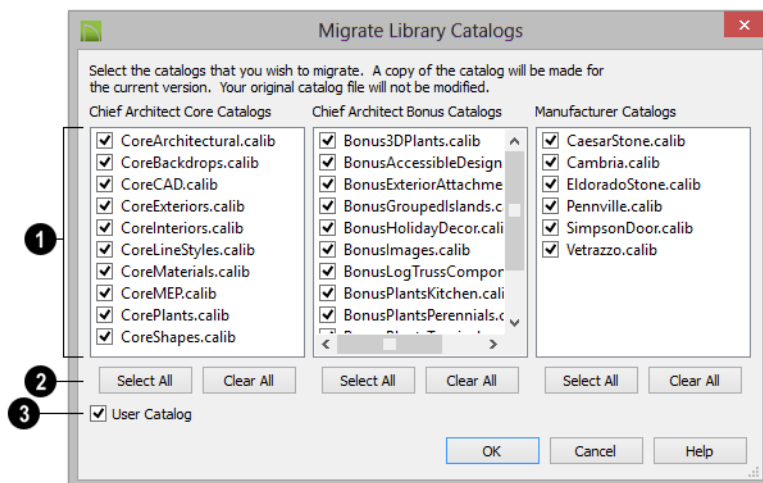 Migrate Library Catalogs
Select the catalogs that you wish to migrate. A copy of the catalog will be made for
the current version. Your original catalog file will not be modified.
Chief Architect Core Catalogs
CoreArchitectural.calib
CoreBackdrops.calib
CoreCAD.calib
CoreExteriors.calib
CoreInteriors.calib
CoreLineStyles.calib
CoreMaterials.calib
CoreMEP.calib
CorePlants.calib
CoreShapes.calib
Chief Architect Bonus Catalogs
Bonus3DPlants.calib
BonusAccessibleDesign
BonusExteriorAttachme
BonusGroupedIslands.c
BonusHolidayDecor.cali
BonusImages.calib
BonusLogTrussCompor
BonusPlantsKitchen.cali
BonusPlantsPerennials.c
Manufacturer Catalogs
CaesarStone.calib
Cambria.calib
EldoradoStone.calib
Pennville.calib
SimpsonDoor.calib
Vetrazzo.calib
1
2
Select All
Clear All
Select All
Clear All
Select All
Clear All
3
User Catalog
OK
Cancel
Help